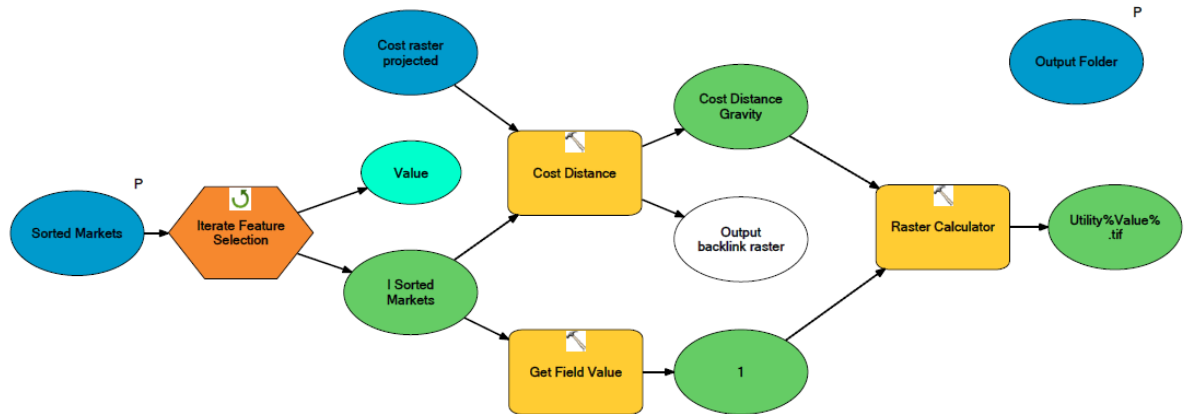 P
Cost raster
projected
Output Folder
Cost Distance
Gravity
Value
Cost Distance
P
Sorted Markets
Iterate Feature
Selection
Output
backlink raster
Raster Calculator
Utility%Value%
.tif
I Sorted
Markets
Get Field Value
1